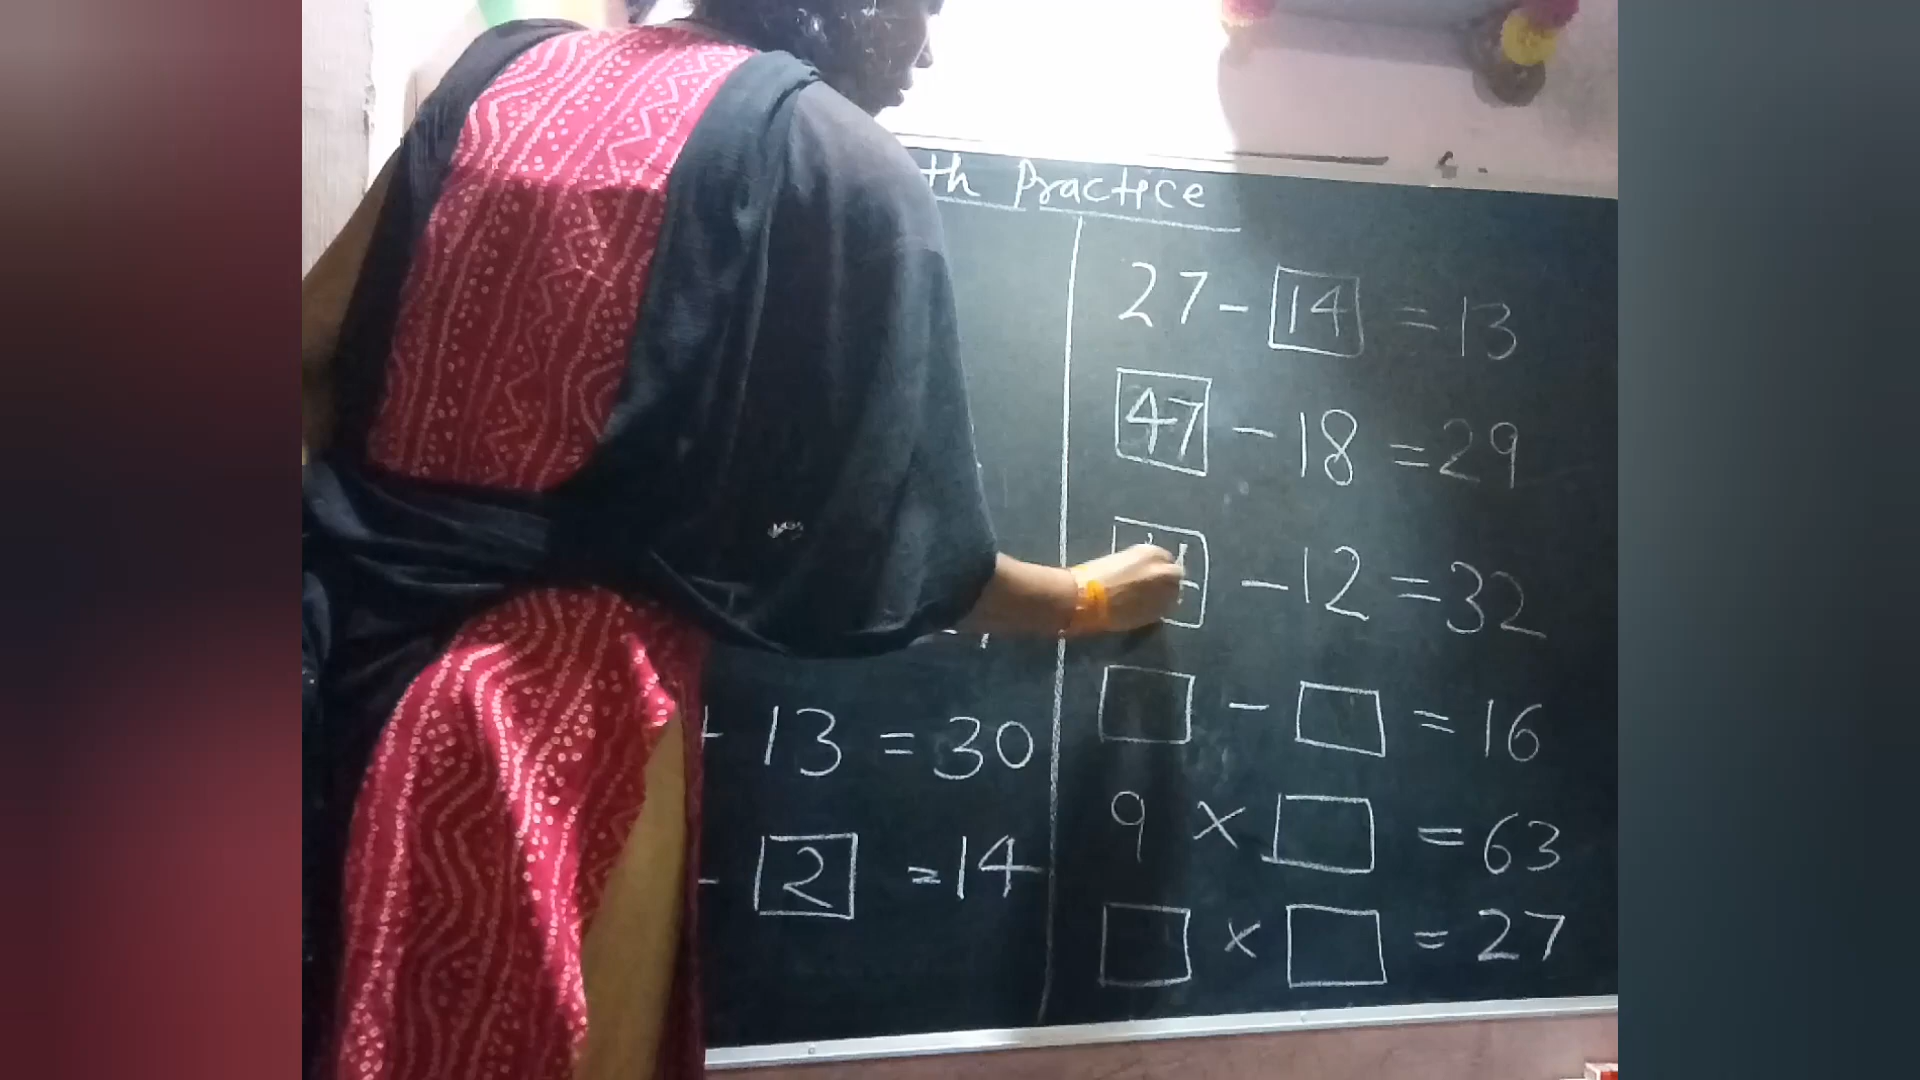 th Practice
13 = 30
- [2] = 14
27 - [14] = 13
[47] - 18 = 29
- 12 = 32
□ - □ = 16
9 × □ = 63
□ × □ = 27